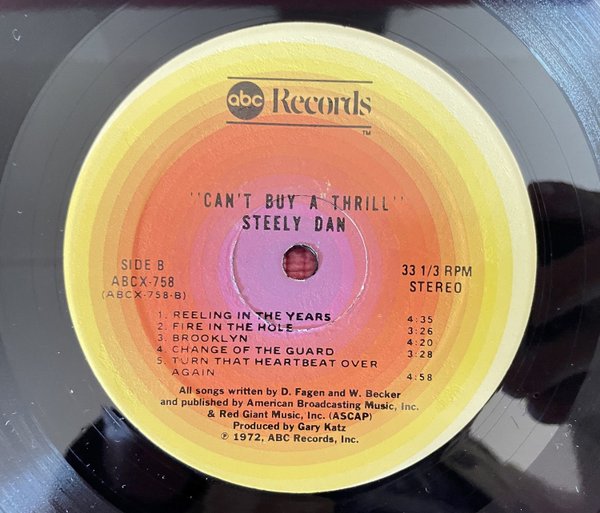 abc Records
TM
"CAN'T BUY A THRILL"
STEELY DAN
SIDE B
ABCX-758
(ABCX-758-B)
33 1/3 RPM
STEREO
1. REELING IN THE YEARS 4:35
2. FIRE IN THE HOLE 3:26
3. BROOKLYN 4:20
4. CHANGE OF THE GUARD 3:28
5. TURN THAT HEARTBEAT OVER
AGAIN 4:58
All songs written by D. Fagen and W. Becker
and published by American Broadcasting Music, Inc.
& Red Giant Music, Inc. (ASCAP)
Produced by Gary Katz
℗ 1972, ABC Records, Inc.